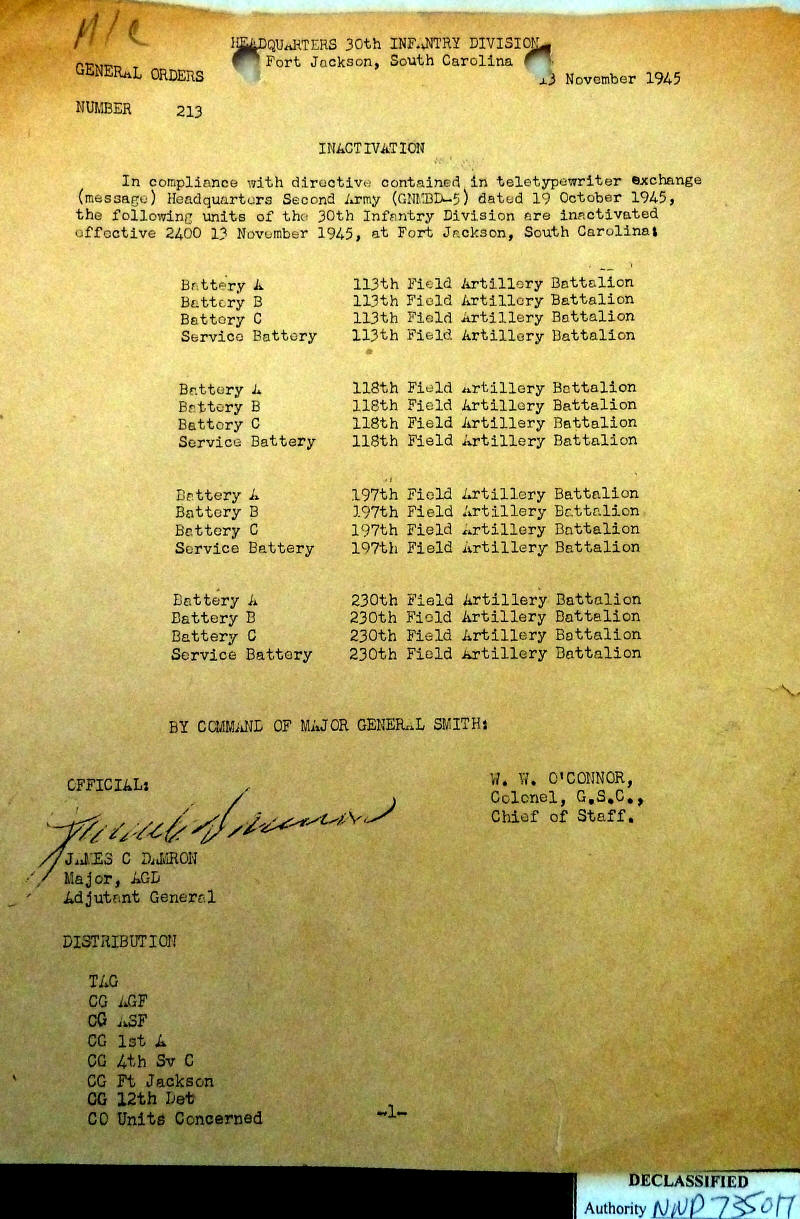 M/C
HEADQUARTERS 30th INFANTRY DIVISION
Fort Jackson, South Carolina
GENERAL ORDERS
13 November 1945
NUMBER 213
INACTIVATION
In compliance with directive contained in teletypewriter exchange
(message) Headquarters Second Army (GNMBD-5) dated 19 October 1945,
the following units of the 30th Infantry Division are inactivated
effective 2400 13 November 1945, at Fort Jackson, South Carolina:
Battery A 113th Field Artillery Battalion
Battery B 113th Field Artillery Battalion
Battery C 113th Field Artillery Battalion
Service Battery 113th Field Artillery Battalion
Battery A 118th Field Artillery Battalion
Battery B 118th Field Artillery Battalion
Battery C 118th Field Artillery Battalion
Service Battery 118th Field Artillery Battalion
Battery A 197th Field Artillery Battalion
Battery B 197th Field Artillery Battalion
Battery C 197th Field Artillery Battalion
Service Battery 197th Field Artillery Battalion
Battery A 230th Field Artillery Battalion
Battery B 230th Field Artillery Battalion
Battery C 230th Field Artillery Battalion
Service Battery 230th Field Artillery Battalion
BY COMMAND OF MAJOR GENERAL SMITH:
W. W. O'CONNOR,
Colonel, G.S.C.,
Chief of Staff.
OFFICIAL:
JAMES C DAMRON
Major, AGD
Adjutant General
DISTRIBUTION
TAG
CG AGF
CG ASF
CG 1st A
CG 4th Sv C
CG Ft Jackson
CG 12th Det
CO Units Concerned
-1-
DECLASSIFIED
Authority NND 735017